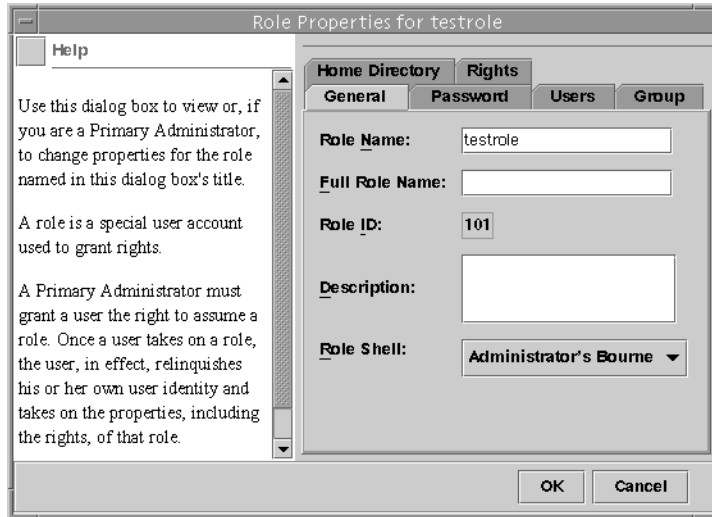 Role Properties for testrole
Help
Use this dialog box to view or, if
you are a Primary Administrator,
to change properties for the role
named in this dialog box's title.
A role is a special user account
used to grant rights.
A Primary Administrator must
grant a user the right to assume a
role. Once a user takes on a role,
the user, in effect, relinquishes
his or her own user identity and
takes on the properties, including
the rights, of that role.
Home Directory Rights
General Password Users Group
Role Name: testrole
Full Role Name:
Role ID: 101
Description:
Role Shell: Administrator's Bourne
OK Cancel